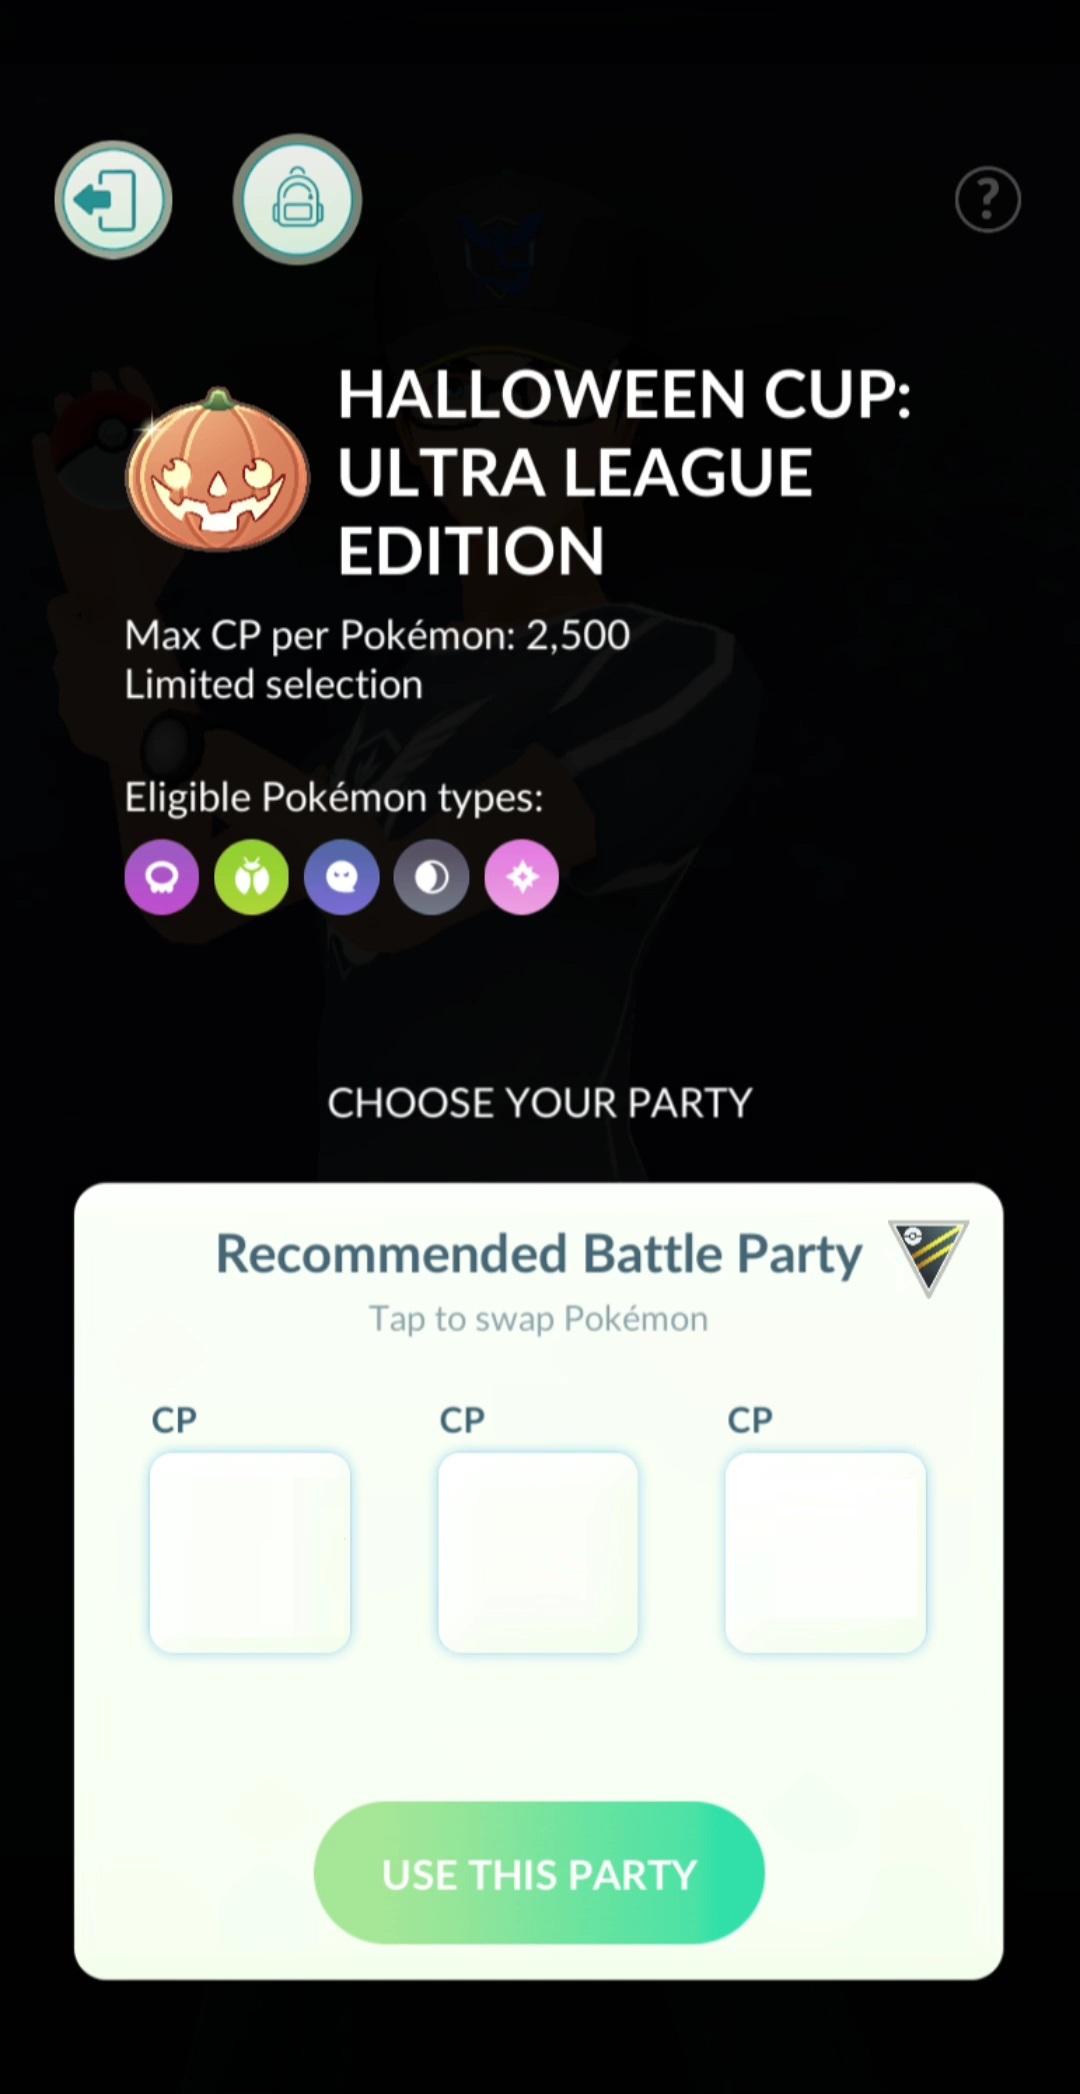 HALLOWEEN CUP:
ULTRA LEAGUE
EDITION
Max CP per Pokémon: 2,500
Limited selection
Eligible Pokémon types:
CHOOSE YOUR PARTY
Recommended Battle Party
Tap to swap Pokémon
CP CP CP
USE THIS PARTY